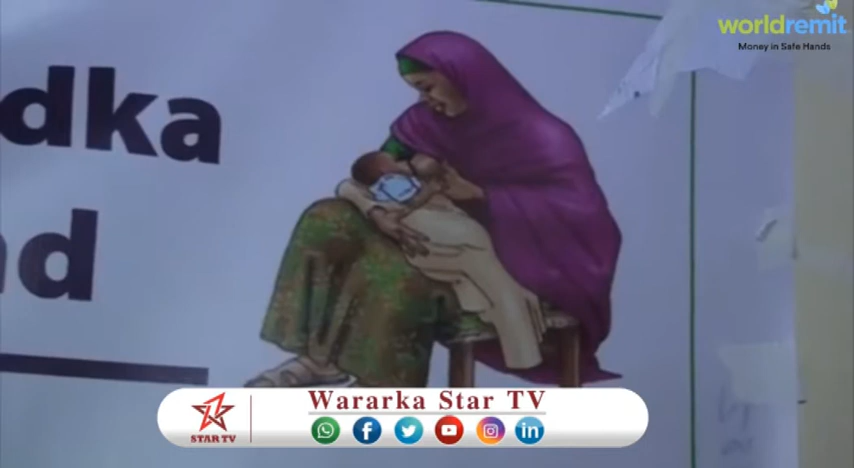 worldremit
Money in Safe Hands
dka
d
Wararka Star TV
STAR TV